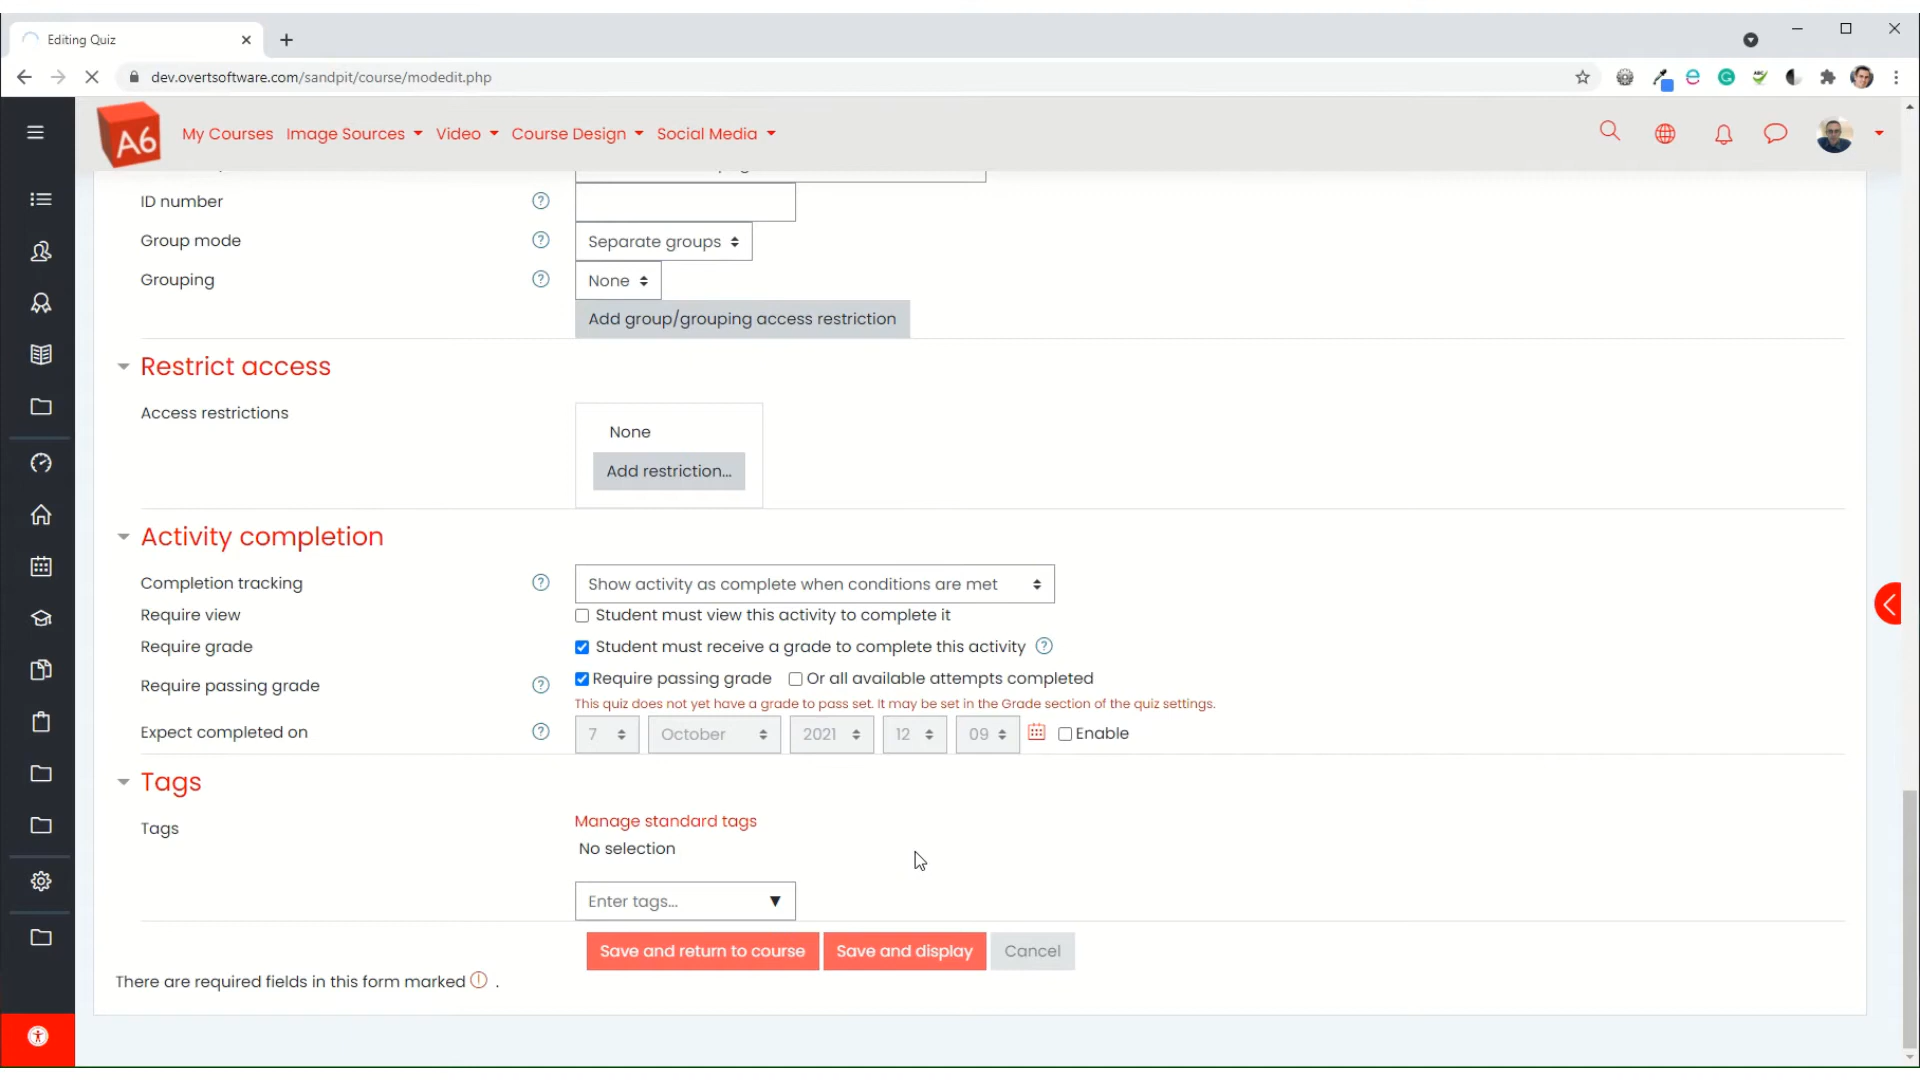 Editing Quiz
dev.overtsoftware.com/sandpit/course/modedit.php
A6 My Courses Image Sources Video Course Design Social Media
ID number
Group mode Separate groups
Grouping None
Add group/grouping access restriction
Restrict access
Access restrictions
None
Add restriction...
Activity completion
Completion tracking Show activity as complete when conditions are met
Require view Student must view this activity to complete it
Require grade Student must receive a grade to complete this activity
Require passing grade Require passing grade Or all available attempts completed
This quiz does not yet have a grade to pass set. It may be set in the Grade section of the quiz settings.
Expect completed on 7 October 2021 12 09 Enable
Tags
Tags Manage standard tags
No selection
Enter tags...
Save and return to course Save and display Cancel
There are required fields in this form marked .